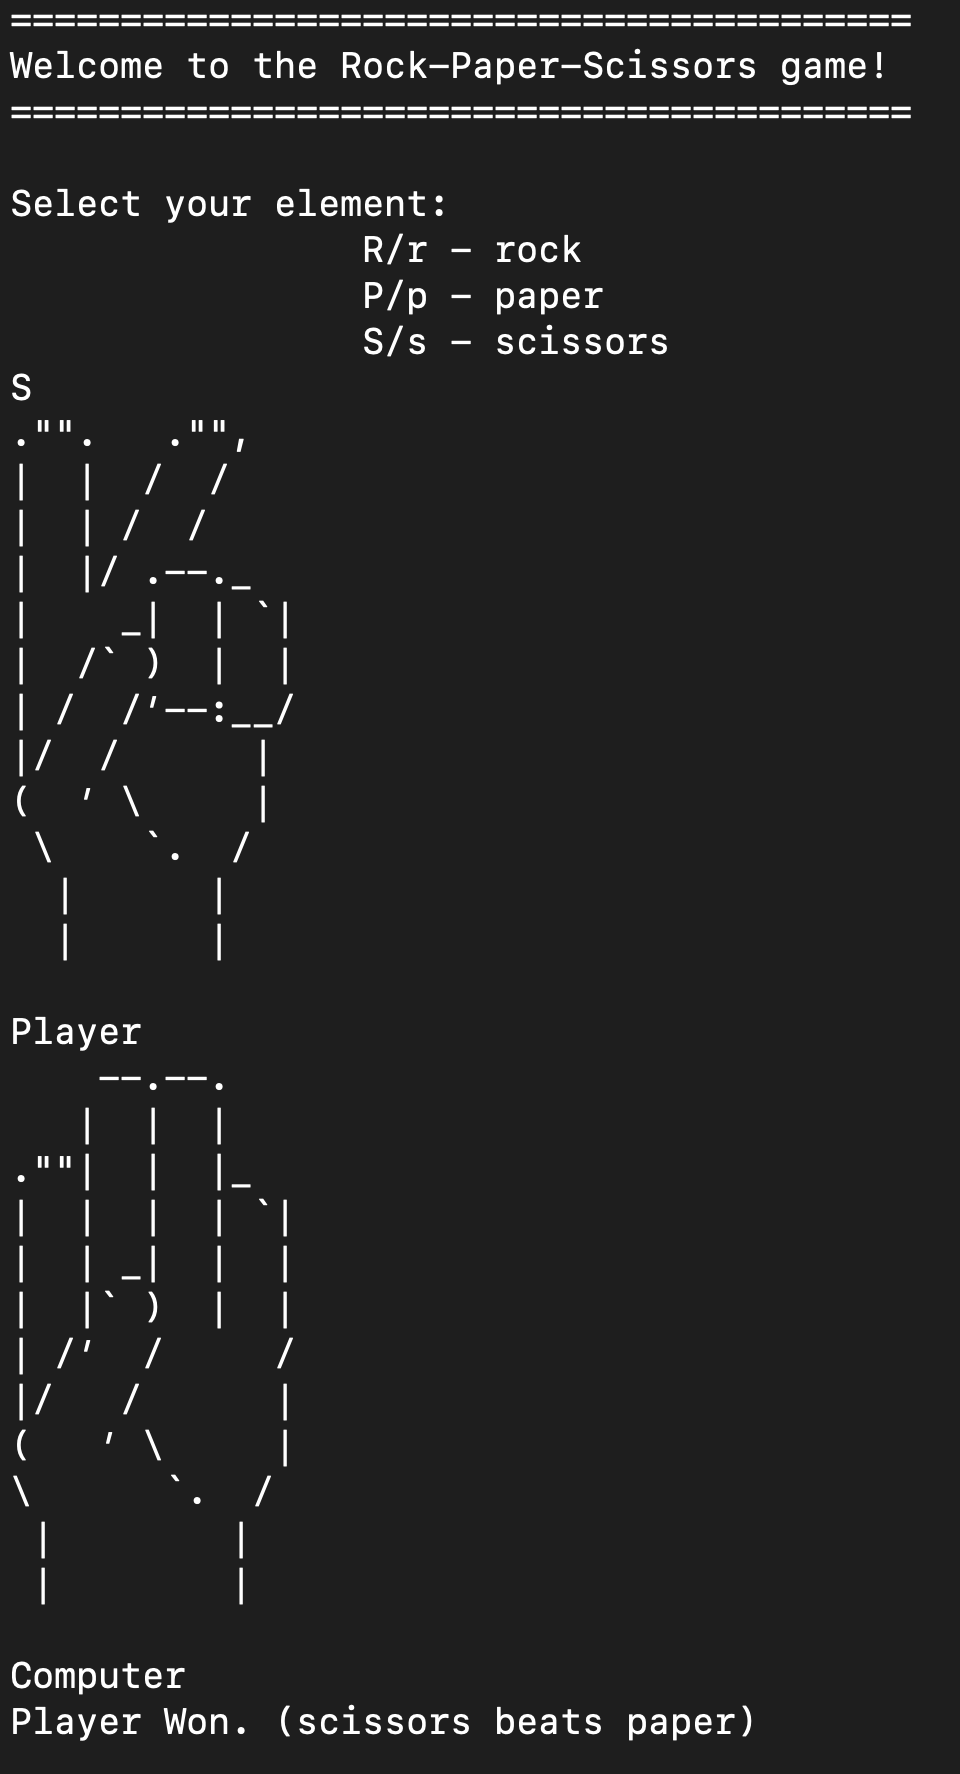 =========================================
Welcome to the Rock-Paper-Scissors game!
=========================================

Select your element:
                R/r - rock
                P/p - paper
                S/s - scissors
S
."".    ."",
|  |   /  /
|  | /  /
|  |/ .--._
|    _|  | `|
|  /` )  |  |
| /  /'--:__/
|/  /      |
(  ' \     |
 \    `.  /
  |      |
  |      |

Player
    --.--.
   |  |  |
.""|  |  |_
|  |  |  | `|
|  | _|  |  |
|  |` )  |  |
| /'  /     /
|/   /      |
(   ' \     |
\      `.  /
 |        |
 |        |

Computer
Player Won. (scissors beats paper)